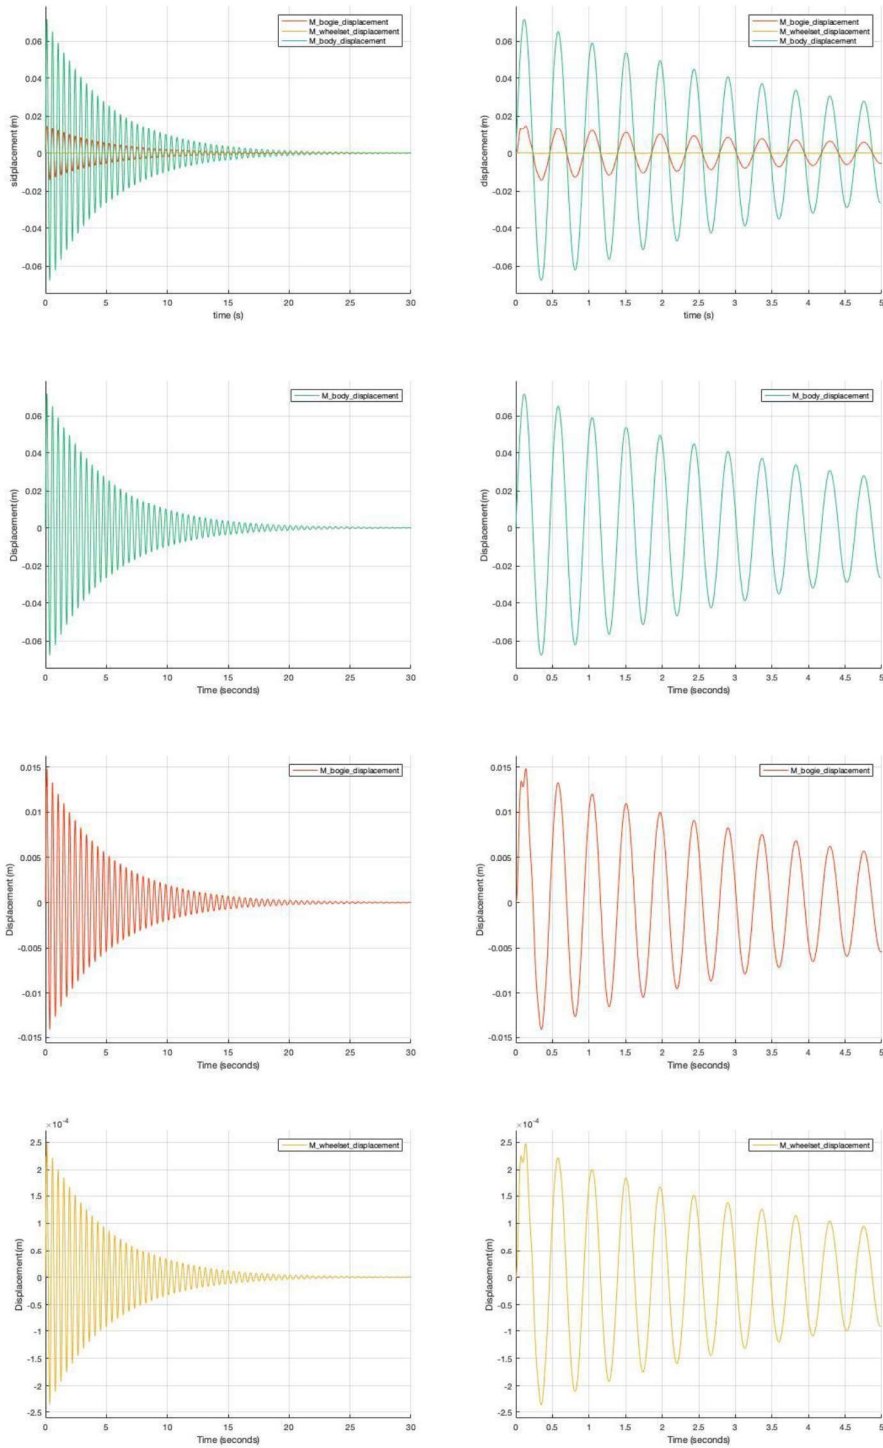 M_bogie_displacement
M_wheelset_displacement
M_body_displacement
sidplacement(m)
0.06
0.04
0.02
0
-0.02
-0.04
-0.06
0 5 10 15 20 25 30
time (s)
M_bogie_displacement
M_wheelset_displacement
M_body_displacement
displacement(m)
0.06
0.04
0.02
0
-0.02
-0.04
-0.06
0 0.5 1 1.5 2 2.5 3 3.5 4 4.5 5
time (s)
M_body_displacement
Displacement(m)
0.06
0.04
0.02
0
-0.02
-0.04
-0.06
0 5 10 15 20 25 30
Time (seconds)
M_body_displacement
Displacement(m)
0.06
0.04
0.02
0
-0.02
-0.04
-0.06
0 0.5 1 1.5 2 2.5 3 3.5 4 4.5 5
Time (seconds)
M_bogie_displacement
Displacement (m)
0.015
0.01
0.005
0
-0.005
-0.01
-0.015
0 5 10 15 20 25 30
Time (seconds)
M_bogie_displacement
Displacement (m)
0.015
0.01
0.005
0
-0.005
-0.01
-0.015
0 0.5 1 1.5 2 2.5 3 3.5 4 4.5 5
Time (seconds)
×10⁻⁴
M_wheelset_displacement
Displacement(m)
2.5
2
1.5
1
0.6
0
-0.5
-1
-1.5
-2
-2.5
0 5 10 15 20 25 30
Time (seconds)
×10⁻⁴
M_wheelset_displacement
Displacement(m)
2.5
2
1.5
1
0.6
0
-0.5
-1
-1.5
-2
-2.5
0 0.5 1 1.5 2 2.5 3 3.5 4 4.5 5
Time (seconds)